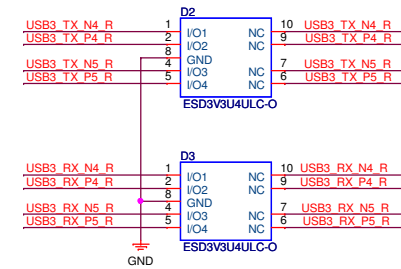 D2
USB3_TX_N4_R 1 I/O1 NC 10 USB3_TX_N4_R
USB3_TX_P4_R 2 I/O2 NC 9 USB3_TX_P4_R
8 GND
USB3_TX_N5_R 4 I/O3 NC 7 USB3_TX_N5_R
USB3_TX_P5_R 5 I/O4 NC 6 USB3_TX_P5_R
ESD3V3U4ULC-O
D3
USB3_RX_N4_R 1 I/O1 NC 10 USB3_RX_N4_R
USB3_RX_P4_R 2 I/O2 NC 9 USB3_RX_P4_R
8 GND
USB3_RX_N5_R 4 I/O3 NC 7 USB3_RX_N5_R
USB3_RX_P5_R 5 I/O4 NC 6 USB3_RX_P5_R
ESD3V3U4ULC-O
GND